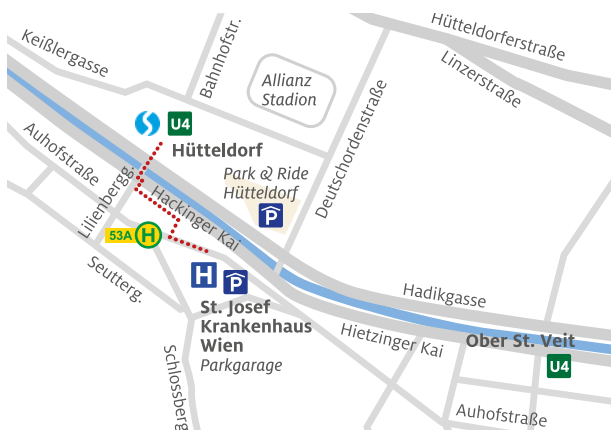 Hütteldorferstraße
Keißlergasse
Bahnhofstr.
Linzerstraße
Allianz
Stadion
Deutschordenstraße
U4
Hütteldorf
Auhofstraße
Park & Ride
Hütteldorf
P
Lilienbergg.
Hackinger Kai
53A
H
Seutterg.
H
P
St. Josef
Krankenhaus
Wien
Parkgarage
Hadikgasse
Hietzinger Kai
Ober St. Veit
U4
Schlossberg
Auhofstraße